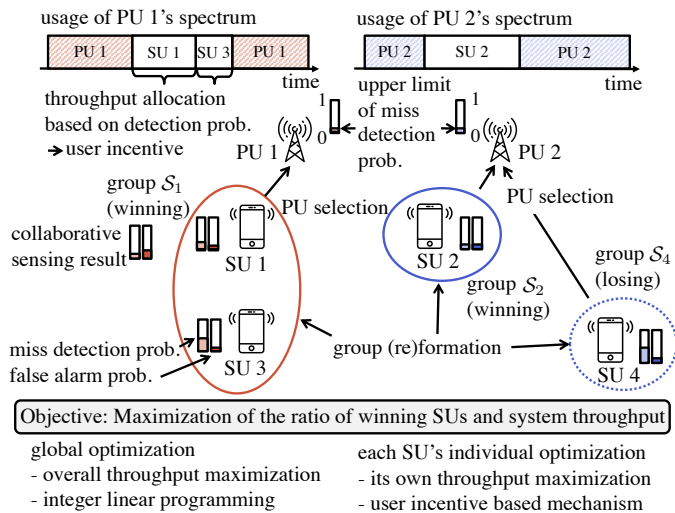 usage of PU 1's spectrum
usage of PU 2's spectrum
PU 1
SU 1
SU 3
PU 1
PU 2
SU 2
PU 2
time
time
throughput allocation
based on detection prob.
→ user incentive
upper limit
of miss
detection
prob.
1
0
1
0
PU 1
PU 2
group S₁
(winning)
PU selection
PU selection
collaborative
sensing result
SU 1
SU 2
group S₂
(winning)
group S₄
(losing)
miss detection prob.
false alarm prob.
SU 3
group (re)formation
SU 4
Objective: Maximization of the ratio of winning SUs and system throughput
global optimization
- overall throughput maximization
- integer linear programming
each SU's individual optimization
- its own throughput maximization
- user incentive based mechanism